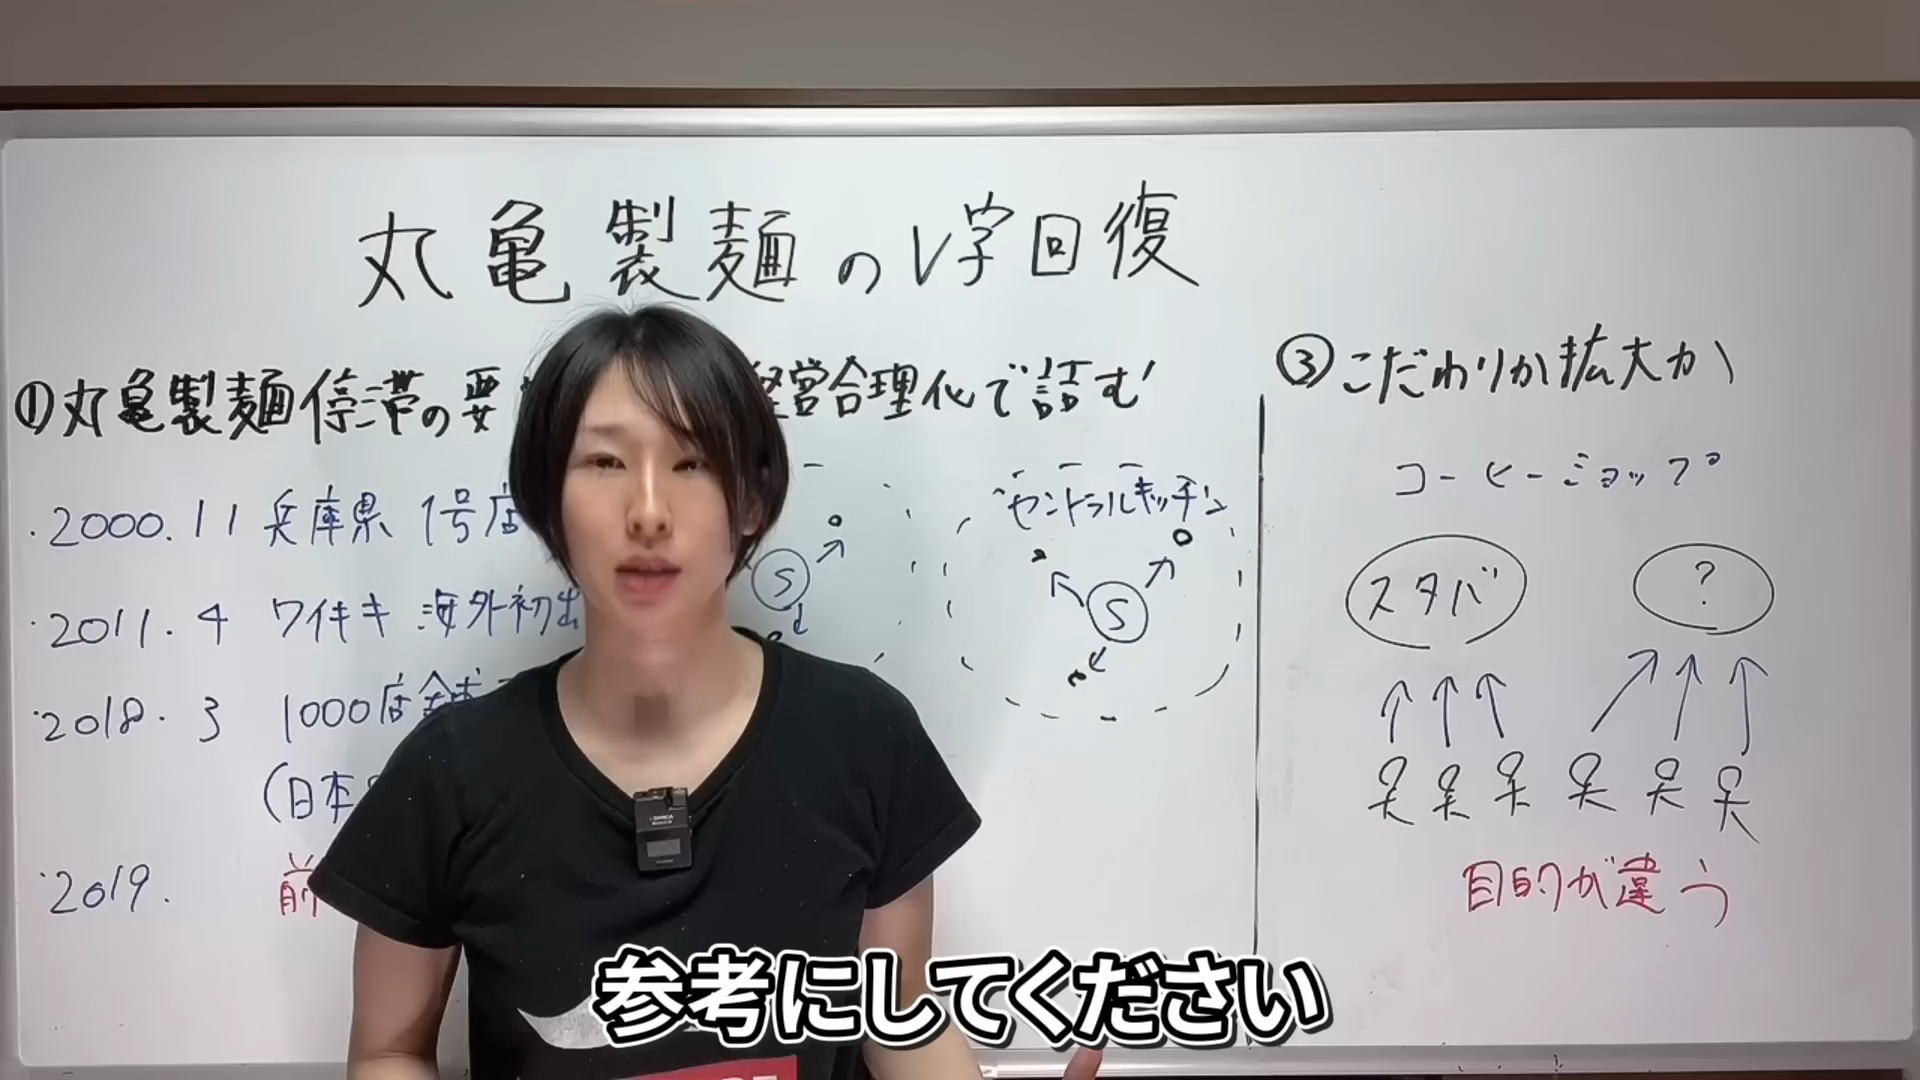 丸亀製麺のV字回復
①丸亀製麺停滞の要
経営合理化で詰む
③こだわりが拡大力
・2000.11 兵庫県 1号店
・2011.4 ワイキキ 海外初出
・2018.3 1000店舗
(日本
・2019. 前
S
セントラルキッチン
S
コーヒーショップ
スタバ
?
目的が違う
参考にしてください